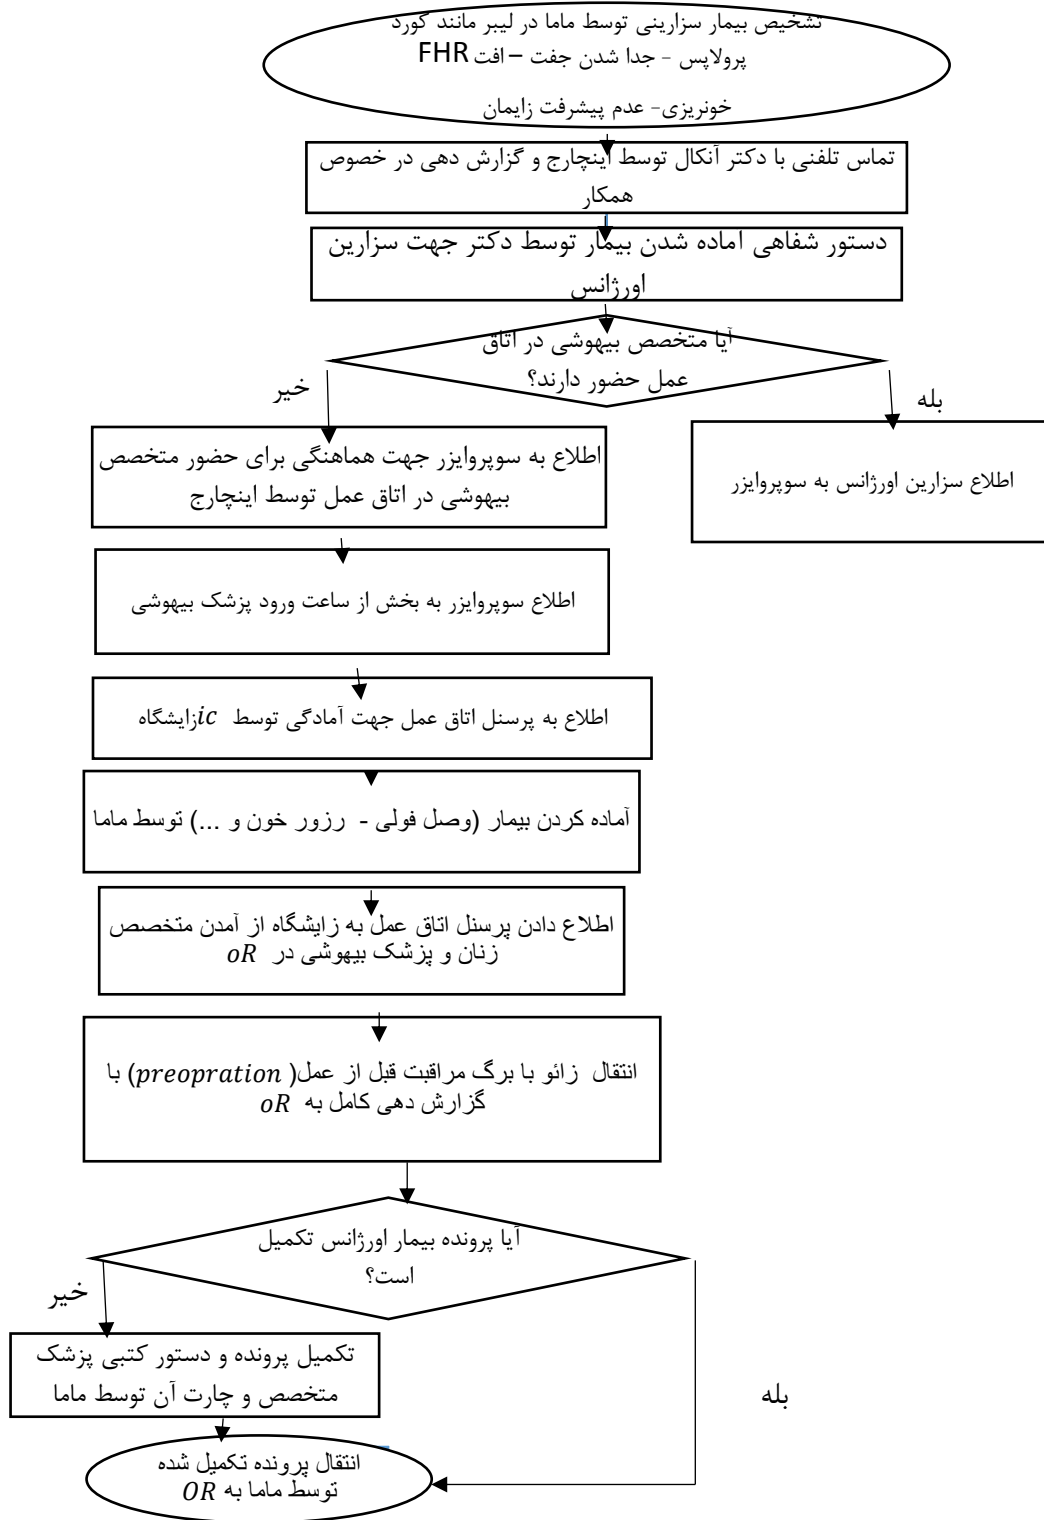 تشخیص بیمار سزارینی توسط ماما در لیبر مانند کورد
پرولاپس - جدا شدن جفت – افت FHR
خونریزی- عدم پیشرفت زایمان
تماس تلفنی با دکتر آنکال توسط اینچارج و گزارش دهی در خصوص
همکار
دستور شفاهی اماده شدن بیمار توسط دکتر جهت سزارین
اورژانس
آیا متخصص بیهوشی در اتاق
عمل حضور دارند؟
خیر
بله
اطلاع به سوپروایزر جهت هماهنگی برای حضور متخصص
بیهوشی در اتاق عمل توسط اینچارج
اطلاع سزارین اورژانس به سوپروایزر
اطلاع سوپروایزر به بخش از ساعت ورود پزشک بیهوشی
اطلاع به پرسنل اتاق عمل جهت آمادگی توسط ic زایشگاه
آماده کردن بیمار (وصل فولی - رزور خون و ...) توسط ماما
اطلاع دادن پرسنل اتاق عمل به زایشگاه از آمدن متخصص
زنان و پزشک بیهوشی در oR
انتقال زائو با برگ مراقبت قبل از عمل( preopration) با
گزارش دهی کامل به oR
آیا پرونده بیمار اورژانس تکمیل
است؟
خیر
تکمیل پرونده و دستور کتبی پزشک
متخصص و چارت آن توسط ماما
بله
انتقال پرونده تکمیل شده
توسط ماما به OR